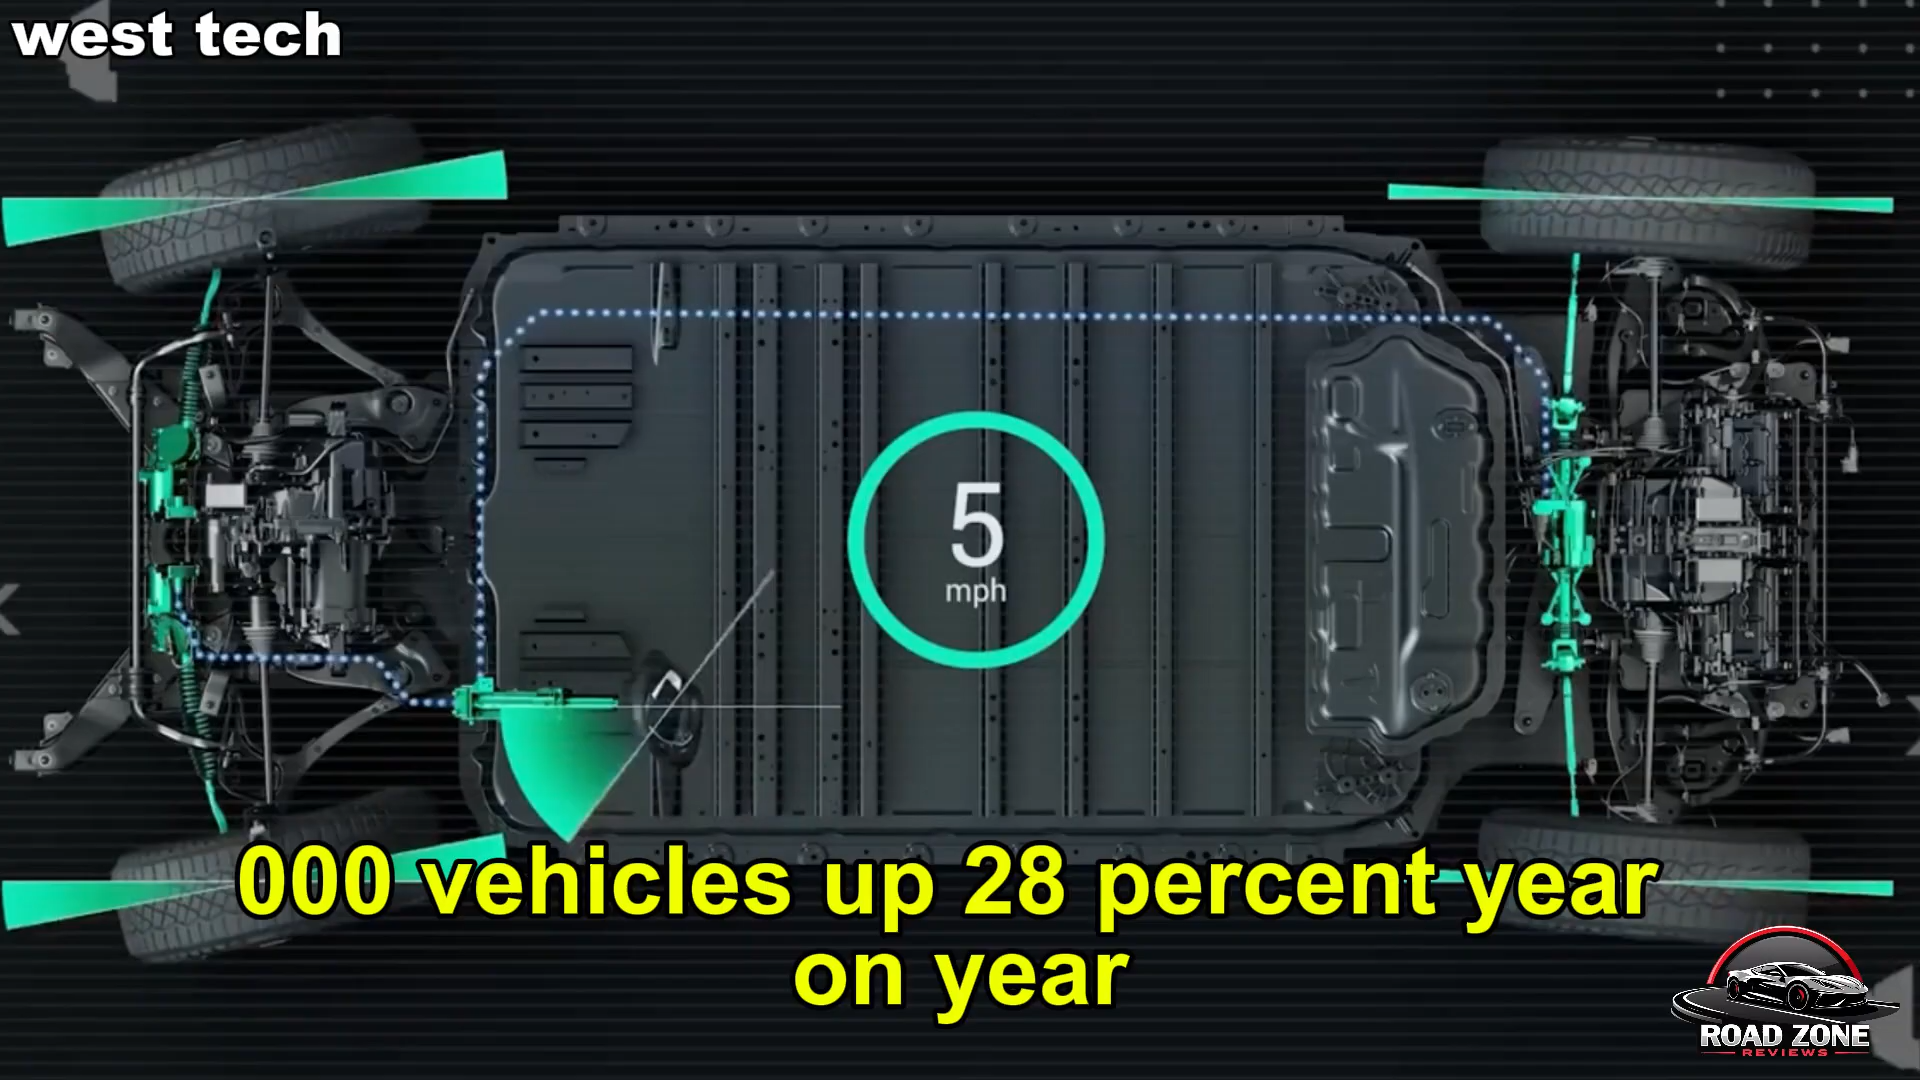 west tech
5
mph
000 vehicles up 28 percent year
on year
ROAD ZONE
REVIEWS